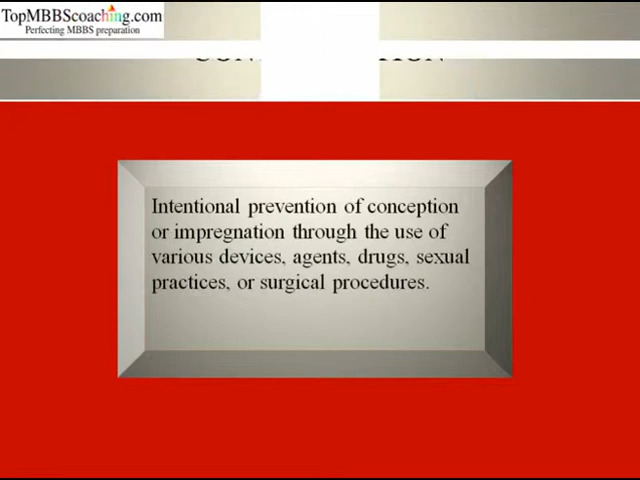 TopMBBScoaching.com
Perfecting MBBS preparation
Intentional prevention of conception
or impregnation through the use of
various devices, agents, drugs, sexual
practices, or surgical procedures.